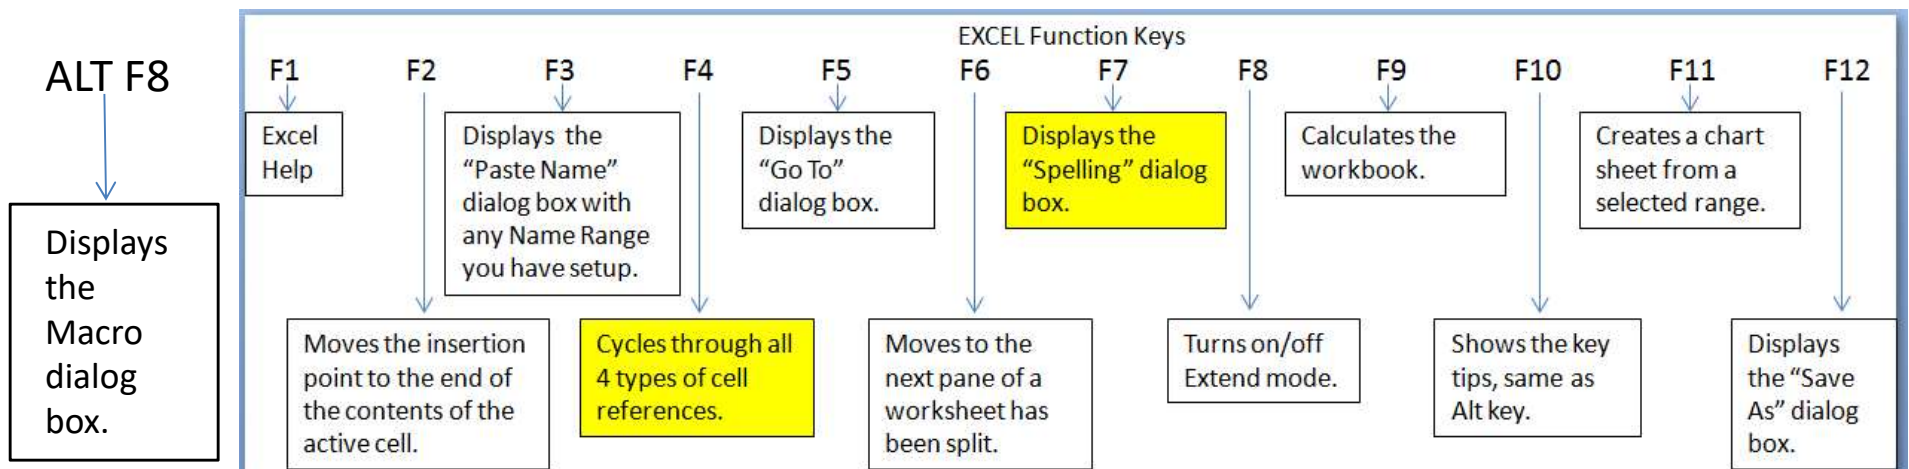 EXCEL Function Keys
ALT F8
F1 F2 F3 F4 F5 F6 F7 F8 F9 F10 F11 F12
Displays
the
Macro
dialog
box.
Excel
Help
Displays the
“Paste Name”
dialog box with
any Name Range
you have setup.
Displays the
“Go To”
dialog box.
Displays the
“Spelling” dialog
box.
Calculates the
workbook.
Creates a chart
sheet from a
selected range.
Moves the insertion
point to the end of
the contents of the
active cell.
Cycles through all
4 types of cell
references.
Moves to the
next pane of a
worksheet has
been split.
Turns on/off
Extend mode.
Shows the key
tips, same as
Alt key.
Displays
the “Save
As” dialog
box.